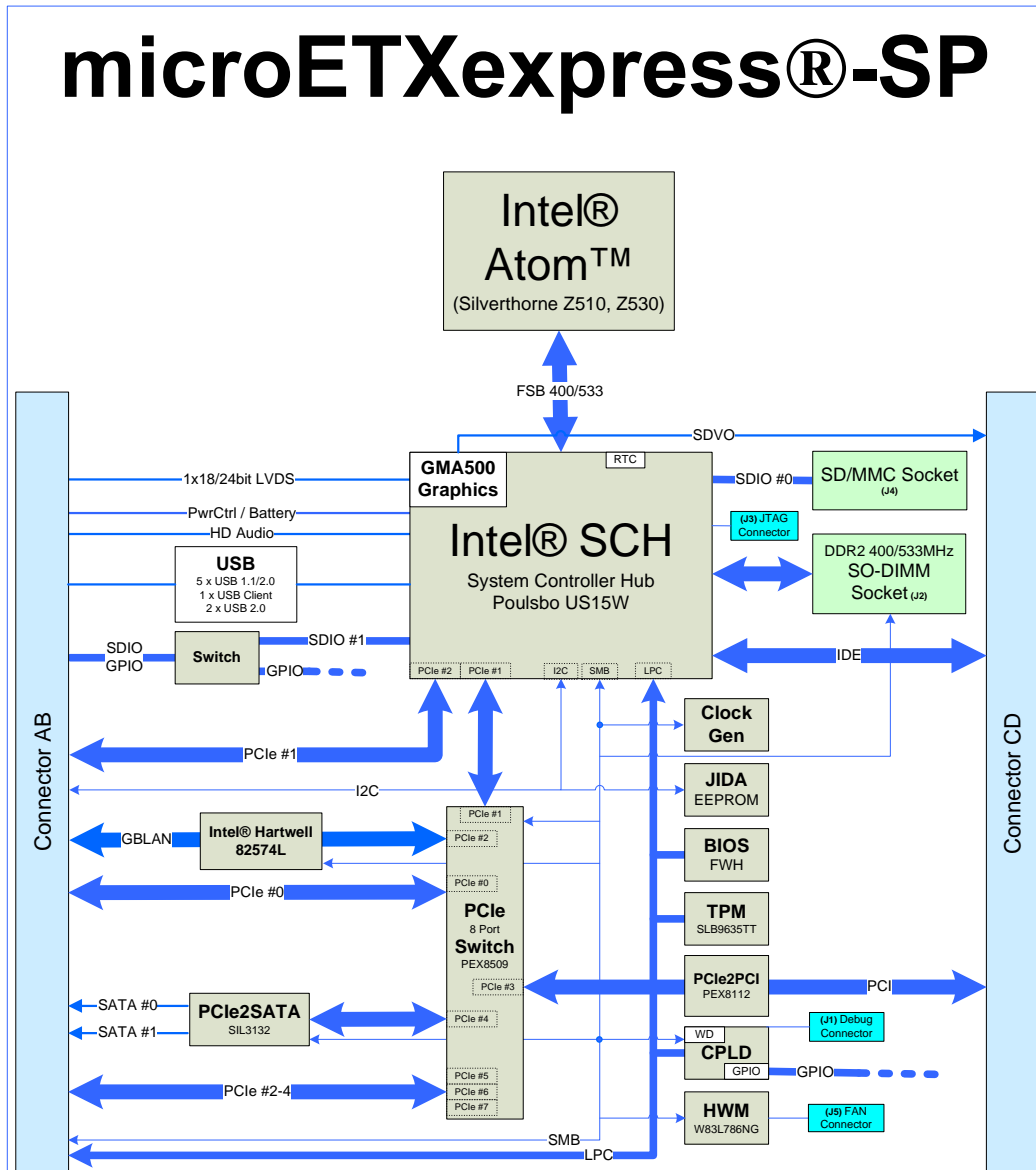 microETXexpress®-SP
Intel®
Atom™
(Silverthorne Z510, Z530)
FSB 400/533
SDVO
Connector AB
Connector CD
GMA500
Graphics
RTC
Intel® SCH
System Controller Hub
Poulsbo US15W
1x18/24bit LVDS
PwrCtrl / Battery
HD Audio
USB
5 x USB 1.1/2.0
1 x USB Client
2 x USB 2.0
SDIO
GPIO
Switch
SDIO #1
GPIO
SDIO #0
SD/MMC Socket
(J4)
(J3) JTAG
Connector
DDR2 400/533MHz
SO-DIMM
Socket (J2)
IDE
PCIe #2
PCIe #1
I2C
SMB
LPC
PCIe #1
I2C
Clock
Gen
JIDA
EEPROM
GBLAN
Intel® Hartwell
82574L
PCIe #1
PCIe #2
PCIe #0
PCIe #0
PCIe
8 Port
Switch
PEX8509
PCIe #3
PCIe #4
PCIe #5
PCIe #6
PCIe #7
BIOS
FWH
TPM
SLB9635TT
PCIe2PCI
PEX8112
PCI
SATA #0
SATA #1
PCIe2SATA
SIL3132
PCIe #2-4
WD
CPLD
GPIO
GPIO
(J1) Debug
Connector
HWM
W83L786NG
(J5) FAN
Connector
SMB
LPC